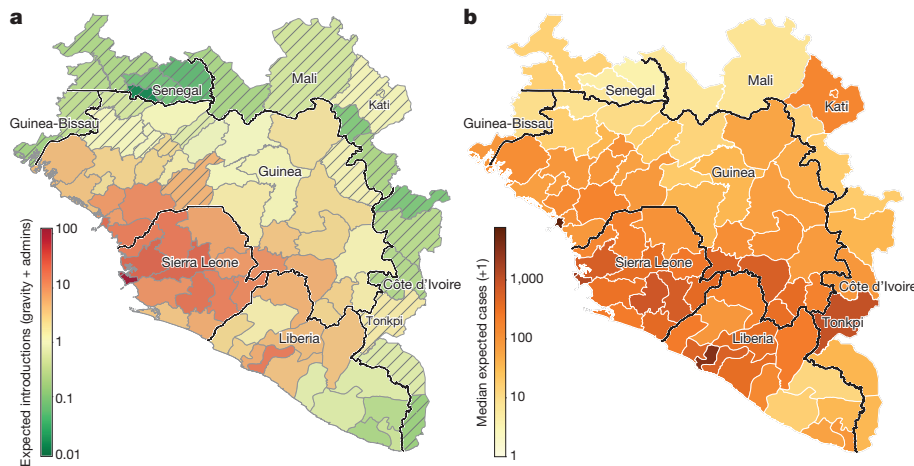 a
Senegal
Mali
Kati
Guinea-Bissau
Guinea
Sierra Leone
Côte d'Ivoire
Tonkpi
Liberia
Expected introductions (gravity + admins)
100
10
1
0.1
0.01
b
Senegal
Mali
Kati
Guinea-Bissau
Guinea
Sierra Leone
Côte d'Ivoire
Tonkpi
Liberia
Median expected cases (+1)
1,000
100
10
1